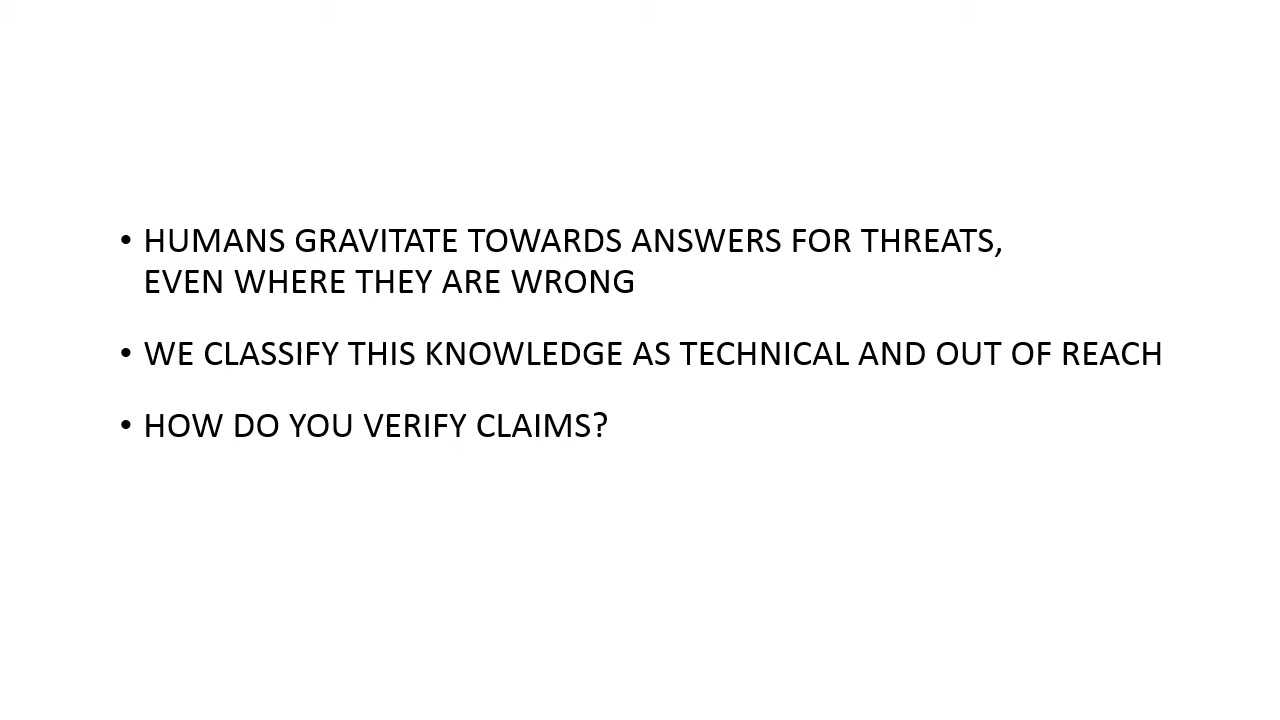 • HUMANS GRAVITATE TOWARDS ANSWERS FOR THREATS,
EVEN WHERE THEY ARE WRONG
• WE CLASSIFY THIS KNOWLEDGE AS TECHNICAL AND OUT OF REACH
• HOW DO YOU VERIFY CLAIMS?